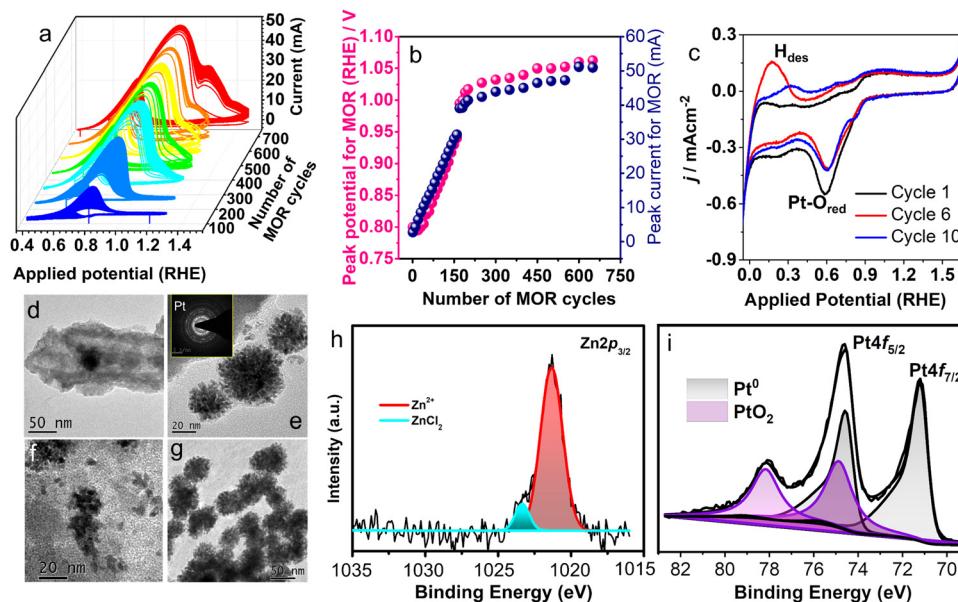 a
50
40
30
20
10
0
Current (mA)
700
600
500
400
300
200
100
Number of
MOR cycles
0.4 0.6 0.8 1.0 1.2 1.4
Applied potential (RHE)
b
Peak potential for MOR (RHE) / V
1.10
1.05
1.00
0.95
0.90
0.85
0.80
0.75
60
50
40
30
20
10
0
Peak current for MOR (mA)
0 150 300 450 600 750
Number of MOR cycles
c
j / mAcm-2
0.3
0.0
-0.3
-0.6
-0.9
Hdes
Pt-Ored
Cycle 1
Cycle 6
Cycle 10
0.0 0.3 0.6 0.9 1.2 1.5
Applied Potential (RHE)
d
50 nm
Pt
20 nm
e
f
20 nm
g
50 nm
h
Zn2p3/2
Zn2+
ZnCl2
Intensity (a.u.)
1035 1030 1025 1020 1015
Binding Energy (eV)
i
Pt4f5/2
Pt4f7/2
Pt0
PtO2
82 78 74 70
Binding Energy (eV)